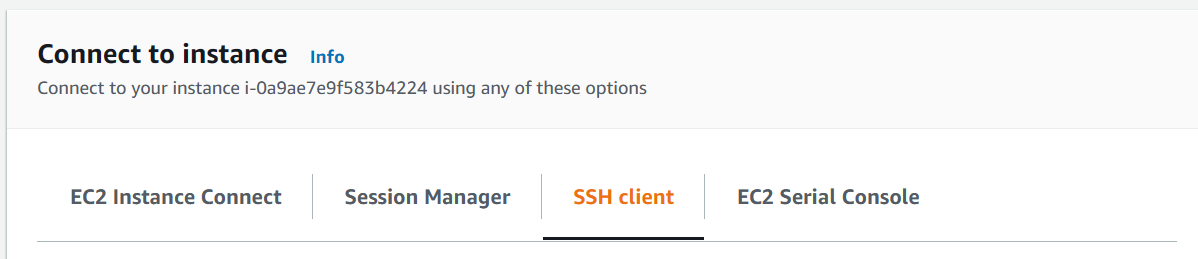 Connect to instance Info
Connect to your instance i-0a9ae7e9f583b4224 using any of these options
EC2 Instance Connect Session Manager SSH client EC2 Serial Console